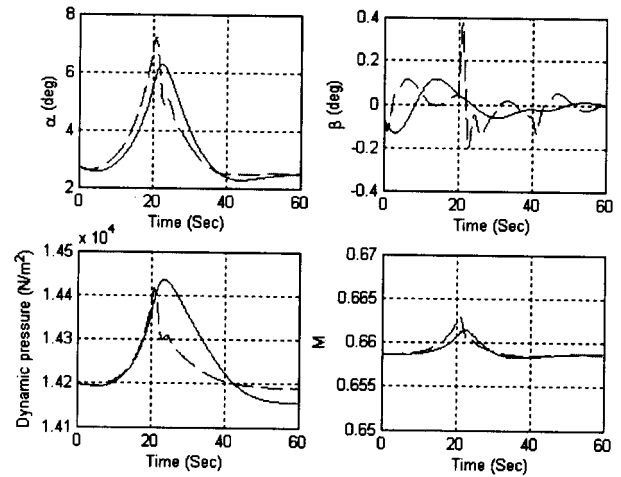 8
6
4
2
α (deg)
0 20 40 60
Time (Sec)
0.4
0.2
0
-0.2
-0.4
β (deg)
0 20 40 60
Time (Sec)
x 10⁴
1.45
1.44
1.43
1.42
1.41
Dynamic pressure (N/m²)
0 20 40 60
Time (Sec)
0.67
0.665
0.66
0.655
0.65
M
0 20 40 60
Time (Sec)